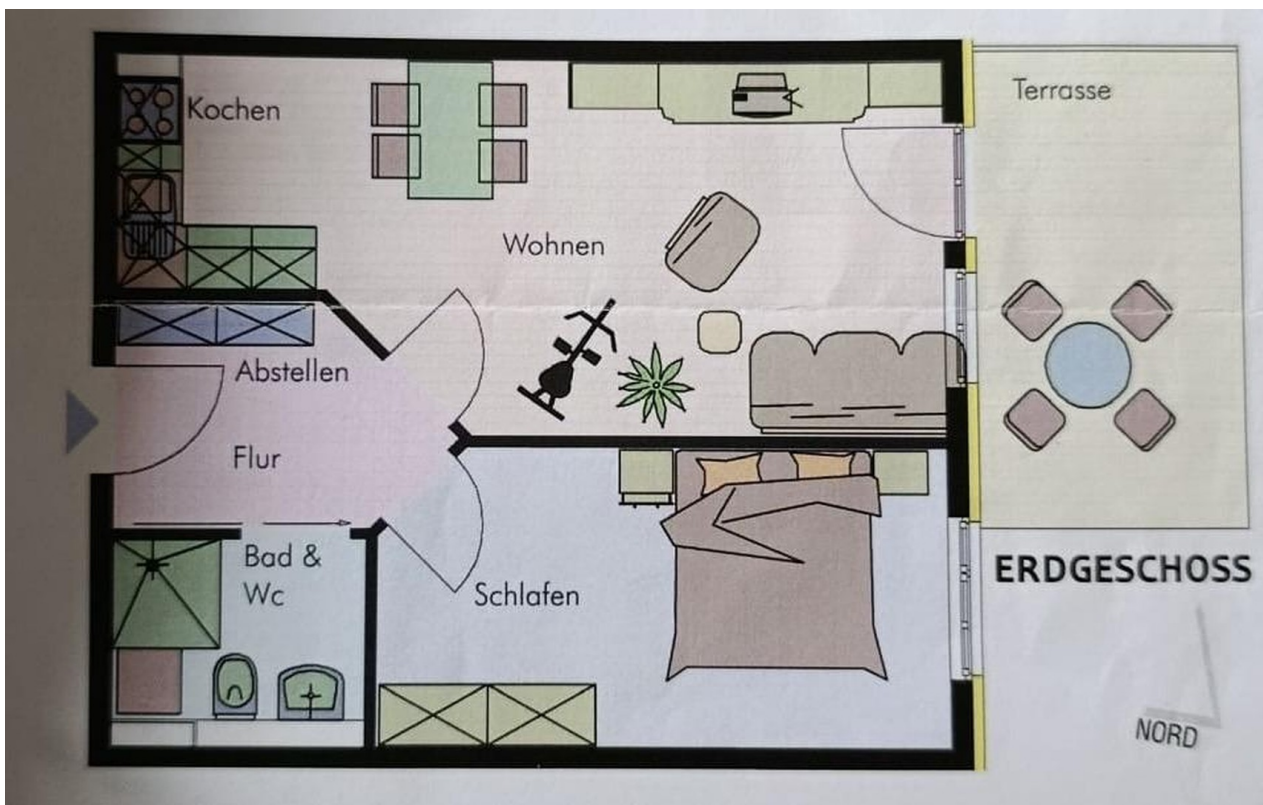 Kochen
Terrasse
Wohnen
Abstellen
Flur
Bad &
Wc
Schlafen
ERDGESCHOSS
NORD